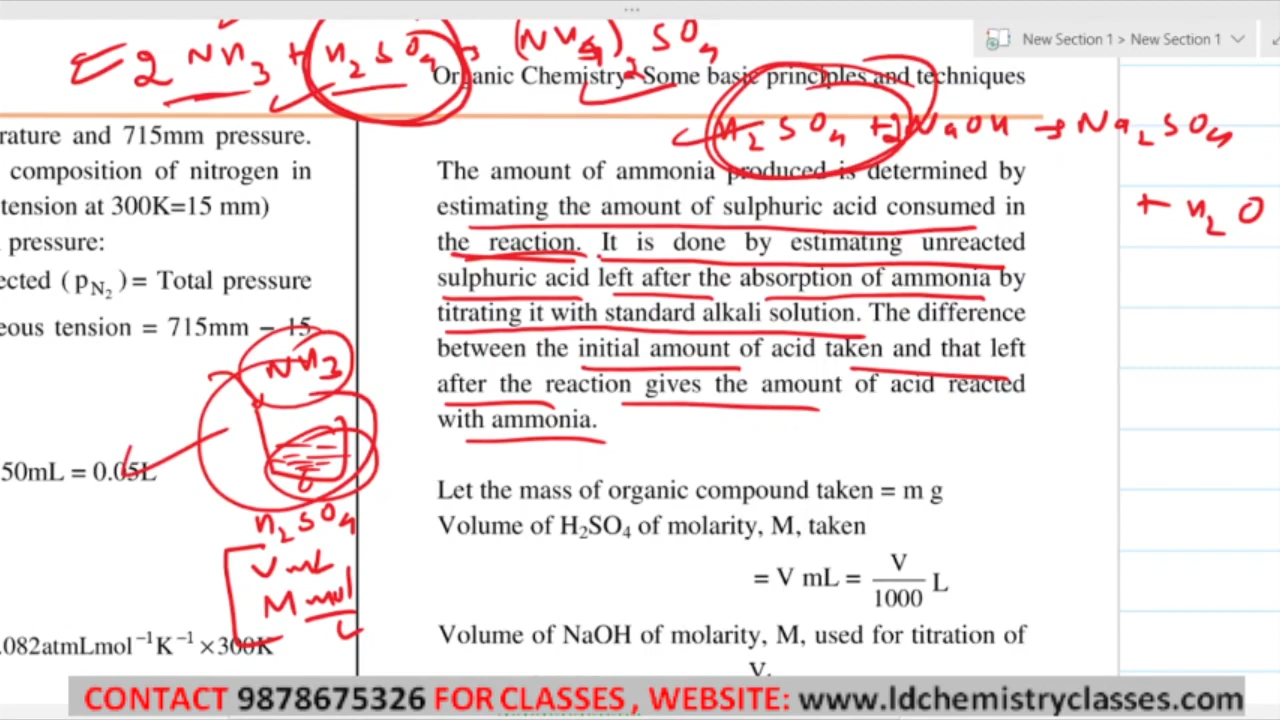 New Section 1 > New Section 1
2 NH3 + H2SO4 → (NH4)2 SO4
Organic Chemistry Some basic principles and techniques
H2SO4 + 2NaOH → Na2SO4
+ H2O
rature and 715mm pressure.
composition of nitrogen in
tension at 300K=15 mm)
pressure:
ected (pN2) = Total pressure
eous tension = 715mm − 15
NH3
50mL = 0.05L
H2SO4
V mL
M mol
L
.082atmLmol−1K−1 ×300K
The amount of ammonia produced is determined by
estimating the amount of sulphuric acid consumed in
the reaction. It is done by estimating unreacted
sulphuric acid left after the absorption of ammonia by
titrating it with standard alkali solution. The difference
between the initial amount of acid taken and that left
after the reaction gives the amount of acid reacted
with ammonia.
Let the mass of organic compound taken = m g
Volume of H2SO4 of molarity, M, taken
= V mL = V/1000 L
Volume of NaOH of molarity, M, used for titration of
CONTACT 9878675326 FOR CLASSES , WEBSITE: www.ldchemistryclasses.com